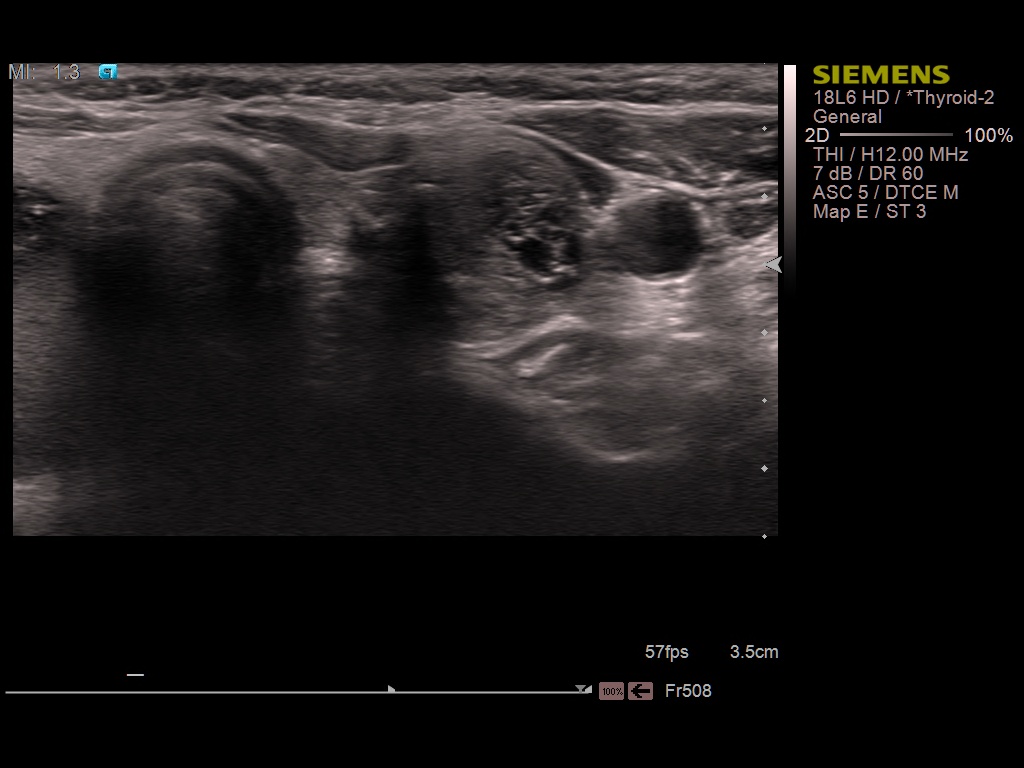 MI: 1.3
SIEMENS
18L6 HD / *Thyroid-2
General
2D 100%
THI / H12.00 MHz
7 dB / DR 60
ASC 5 / DTCE M
Map E / ST 3
57fps 3.5cm
100% Fr508